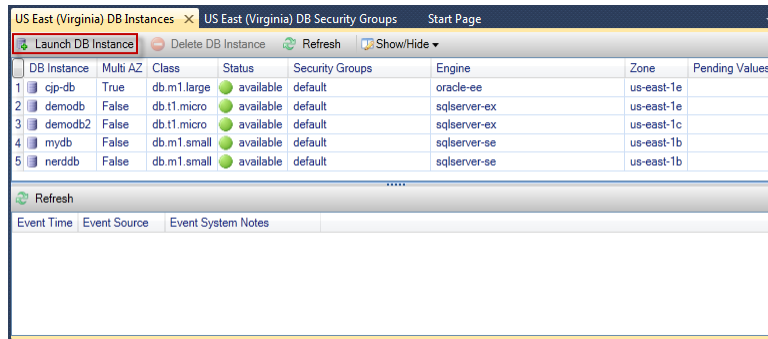 US East (Virginia) DB Instances US East (Virginia) DB Security Groups Start Page
Launch DB Instance Delete DB Instance Refresh Show/Hide
DB Instance Multi AZ Class Status Security Groups Engine Zone Pending Values
1 cjp-db True db.m1.large available default oracle-ee us-east-1e
2 demodb False db.t1.micro available default sqlserver-ex us-east-1e
3 demodb2 False db.t1.micro available default sqlserver-ex us-east-1c
4 mydb False db.m1.small available default sqlserver-se us-east-1b
5 nerddb False db.m1.small available default sqlserver-se us-east-1b
Refresh
Event Time Event Source Event System Notes